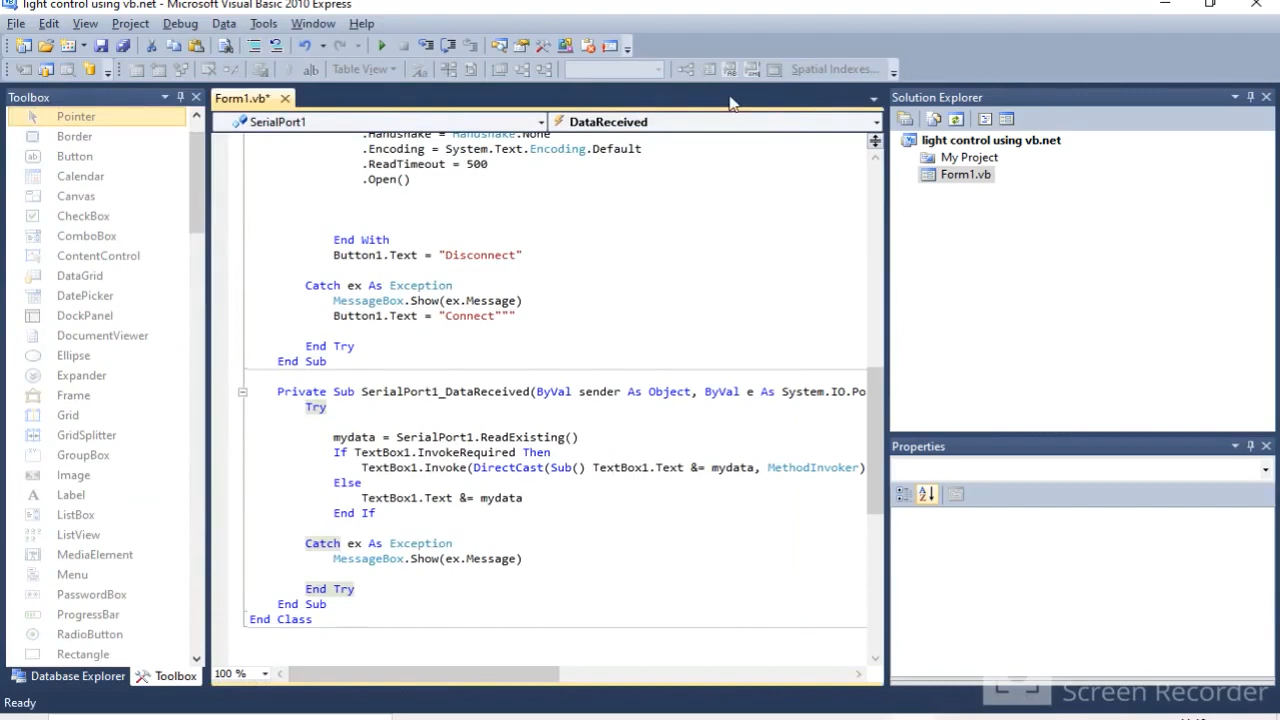 light control using vb.net - Microsoft Visual Basic 2010 Express
File Edit View Project Debug Data Tools Window Help
Table View Spatial Indexes...
Toolbox
Pointer
Border
Button
Calendar
Canvas
CheckBox
ComboBox
ContentControl
DataGrid
DatePicker
DockPanel
DocumentViewer
Ellipse
Expander
Frame
Grid
GridSplitter
GroupBox
Image
Label
ListBox
ListView
MediaElement
Menu
PasswordBox
ProgressBar
RadioButton
Rectangle
Database Explorer Toolbox
Form1.vb*
SerialPort1 DataReceived
.Handshake = Handshake.None
.Encoding = System.Text.Encoding.Default
.ReadTimeout = 500
.Open()
End With
Button1.Text = "Disconnect"
Catch ex As Exception
MessageBox.Show(ex.Message)
Button1.Text = "Connect"""
End Try
End Sub
Private Sub SerialPort1_DataReceived(ByVal sender As Object, ByVal e As System.IO.Po
Try
mydata = SerialPort1.ReadExisting()
If TextBox1.InvokeRequired Then
TextBox1.Invoke(DirectCast(Sub() TextBox1.Text &= mydata, MethodInvoker)
Else
TextBox1.Text &= mydata
End If
Catch ex As Exception
MessageBox.Show(ex.Message)
End Try
End Sub
End Class
100 %
Solution Explorer
light control using vb.net
My Project
Form1.vb
Properties
Ready
Screen Recorder